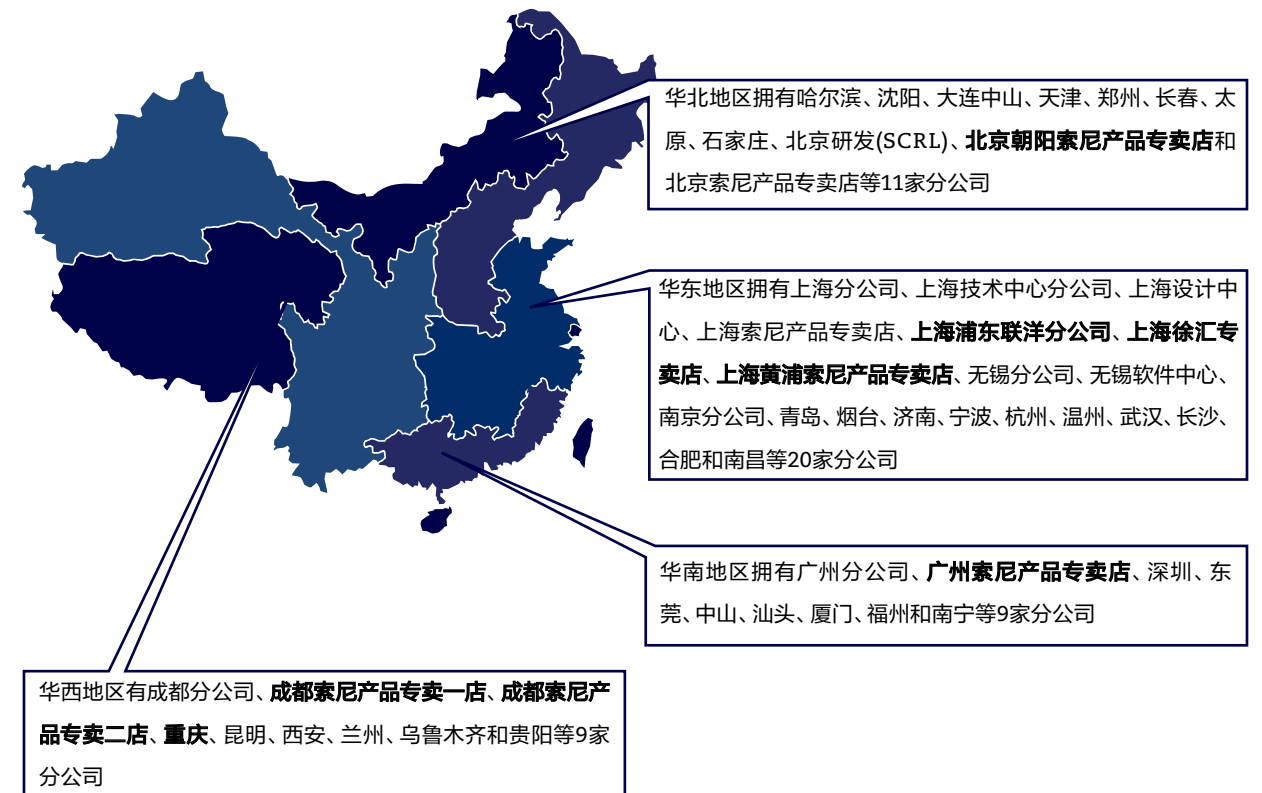 华北地区拥有哈尔滨、沈阳、大连中山、天津、郑州、长春、太
原、石家庄、北京研发(SCRL)、北京朝阳索尼产品专卖店和
北京索尼产品专卖店等11家分公司
华东地区拥有上海分公司、上海技术中心分公司、上海设计中
心、上海索尼产品专卖店、上海浦东联洋分公司、上海徐汇专
卖店、上海黄浦索尼产品专卖店、无锡分公司、无锡软件中心、
南京分公司、青岛、烟台、济南、宁波、杭州、温州、武汉、长沙、
合肥和南昌等20家分公司
华南地区拥有广州分公司、广州索尼产品专卖店、深圳、东
莞、中山、汕头、厦门、福州和南宁等9家分公司
华西地区有成都分公司、成都索尼产品专卖一店、成都索尼产
品专卖二店、重庆、昆明、西安、兰州、乌鲁木齐和贵阳等9家
分公司